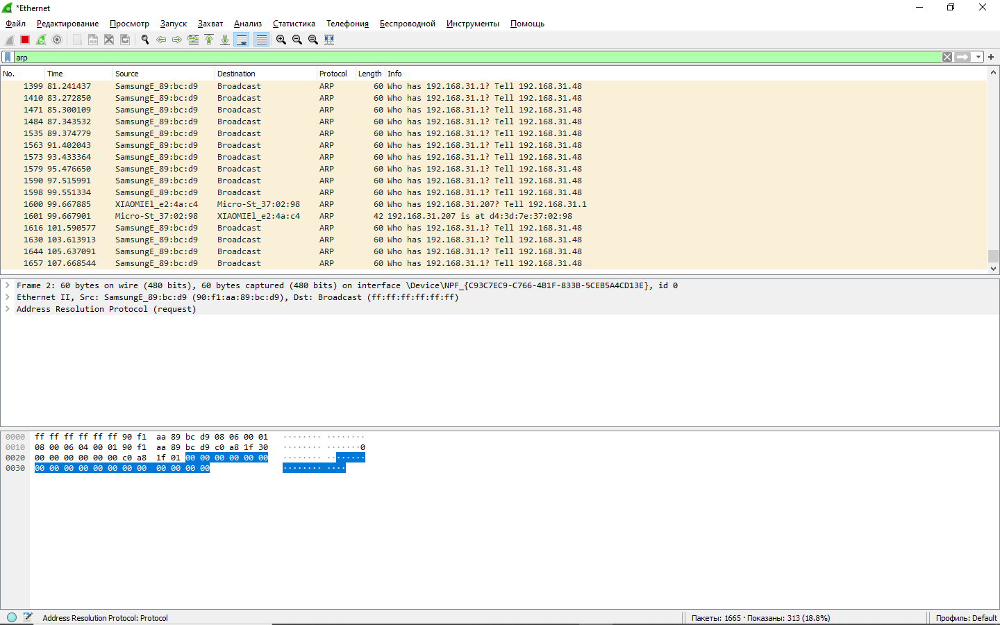 *Ethernet
Файл Редактирование Просмотр Запуск Захват Анализ Статистика Телефония Беспроводной Инструменты Помощь
arp
No. Time Source Destination Protocol Length Info
1399 81.241437 SamsungE_89:bc:d9 Broadcast ARP 60 Who has 192.168.31.1? Tell 192.168.31.48
1410 83.272850 SamsungE_89:bc:d9 Broadcast ARP 60 Who has 192.168.31.1? Tell 192.168.31.48
1471 85.300109 SamsungE_89:bc:d9 Broadcast ARP 60 Who has 192.168.31.1? Tell 192.168.31.48
1484 87.343532 SamsungE_89:bc:d9 Broadcast ARP 60 Who has 192.168.31.1? Tell 192.168.31.48
1535 89.374779 SamsungE_89:bc:d9 Broadcast ARP 60 Who has 192.168.31.1? Tell 192.168.31.48
1563 91.402043 SamsungE_89:bc:d9 Broadcast ARP 60 Who has 192.168.31.1? Tell 192.168.31.48
1573 93.433364 SamsungE_89:bc:d9 Broadcast ARP 60 Who has 192.168.31.1? Tell 192.168.31.48
1579 95.476650 SamsungE_89:bc:d9 Broadcast ARP 60 Who has 192.168.31.1? Tell 192.168.31.48
1590 97.515991 SamsungE_89:bc:d9 Broadcast ARP 60 Who has 192.168.31.1? Tell 192.168.31.48
1598 99.551334 SamsungE_89:bc:d9 Broadcast ARP 60 Who has 192.168.31.1? Tell 192.168.31.48
1600 99.667885 XIAOMIEl_e2:4a:c4 Micro-St_37:02:98 ARP 60 Who has 192.168.31.207? Tell 192.168.31.1
1601 99.667901 Micro-St_37:02:98 XIAOMIEl_e2:4a:c4 ARP 42 192.168.31.207 is at d4:3d:7e:37:02:98
1616 101.590577 SamsungE_89:bc:d9 Broadcast ARP 60 Who has 192.168.31.1? Tell 192.168.31.48
1630 103.613913 SamsungE_89:bc:d9 Broadcast ARP 60 Who has 192.168.31.1? Tell 192.168.31.48
1644 105.637091 SamsungE_89:bc:d9 Broadcast ARP 60 Who has 192.168.31.1? Tell 192.168.31.48
1657 107.668544 SamsungE_89:bc:d9 Broadcast ARP 60 Who has 192.168.31.1? Tell 192.168.31.48
Frame 2: 60 bytes on wire (480 bits), 60 bytes captured (480 bits) on interface \Device\NPF_{C93C7EC9-C766-4B1F-833B-5CEB5A4CD13E}, id 0
Ethernet II, Src: SamsungE_89:bc:d9 (90:f1:aa:89:bc:d9), Dst: Broadcast (ff:ff:ff:ff:ff:ff)
Address Resolution Protocol (request)
0000 ff ff ff ff ff ff 90 f1 aa 89 bc d9 08 06 00 01 ········ ········
0010 08 00 06 04 00 01 90 f1 aa 89 bc d9 c0 a8 1f 30 ········ ·······0
0020 00 00 00 00 00 00 c0 a8 1f 01 00 00 00 00 00 00 ········ ········
0030 00 00 00 00 00 00 00 00 00 00 00 00 ········ ····
Address Resolution Protocol: Protocol Пакеты: 1665 · Показаны: 313 (18.8%) Профиль: Default